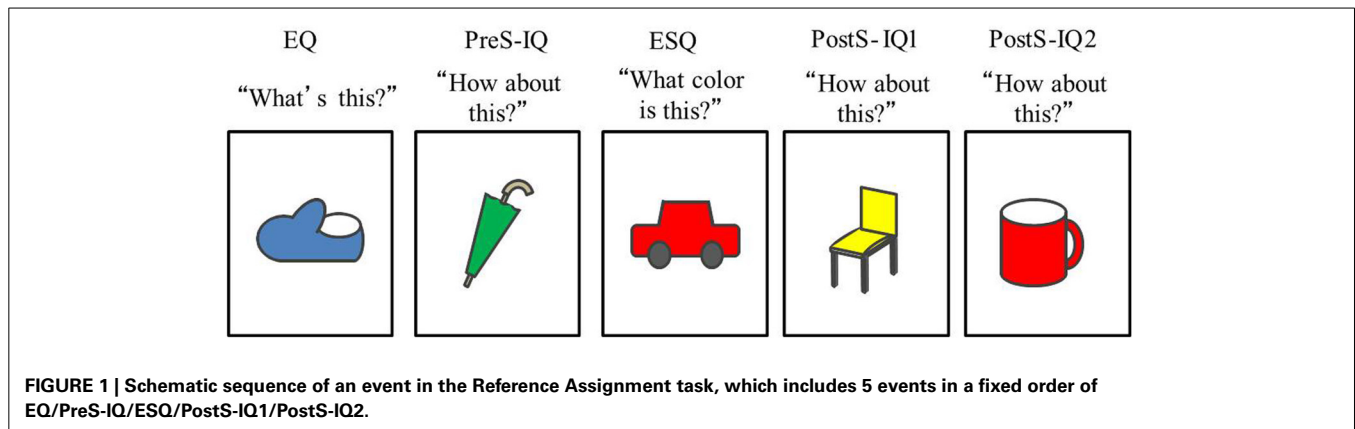 EQ PreS-IQ ESQ PostS-IQ1 PostS-IQ2
“What’s this?” “How about this?” “What color is this?” “How about this?” “How about this?”
FIGURE 1 | Schematic sequence of an event in the Reference Assignment task, which includes 5 events in a fixed order of
EQ/PreS-IQ/ESQ/PostS-IQ1/PostS-IQ2.